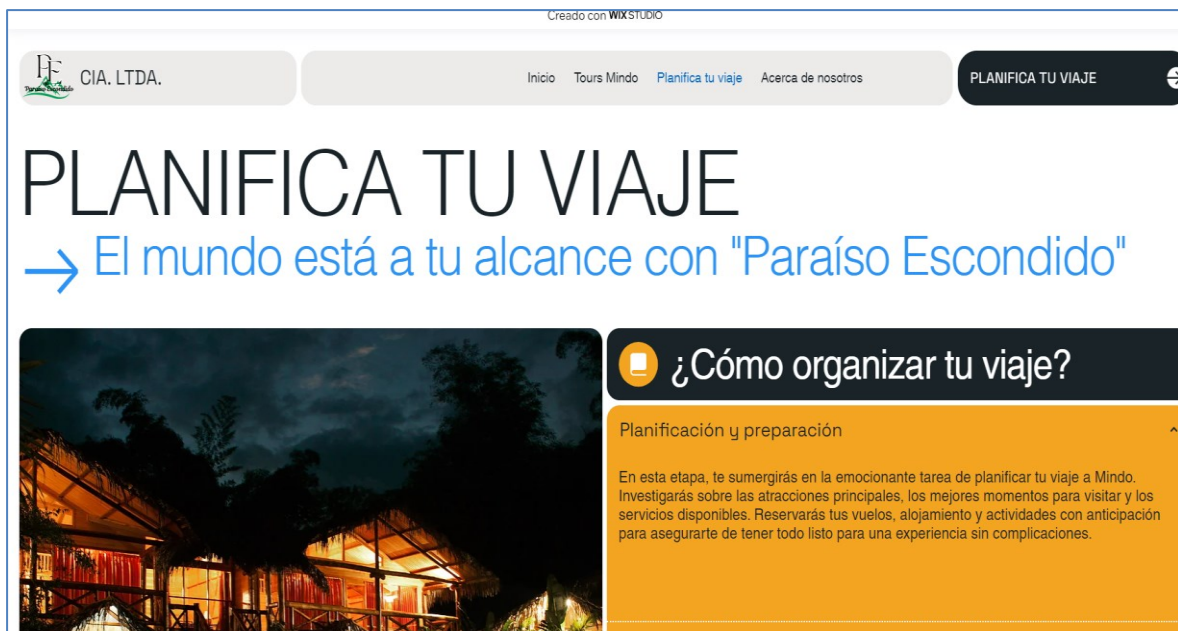 Creado con WIX STUDIO
PE
Paraíso Escondido
CIA. LTDA.
Inicio Tours Mindo Planifica tu viaje Acerca de nosotros
PLANIFICA TU VIAJE
PLANIFICA TU VIAJE
El mundo está a tu alcance con "Paraíso Escondido"
¿Cómo organizar tu viaje?
Planificación y preparación
En esta etapa, te sumergirás en la emocionante tarea de planificar tu viaje a Mindo.
Investigarás sobre las atracciones principales, los mejores momentos para visitar y los
servicios disponibles. Reservarás tus vuelos, alojamiento y actividades con anticipación
para asegurarte de tener todo listo para una experiencia sin complicaciones.